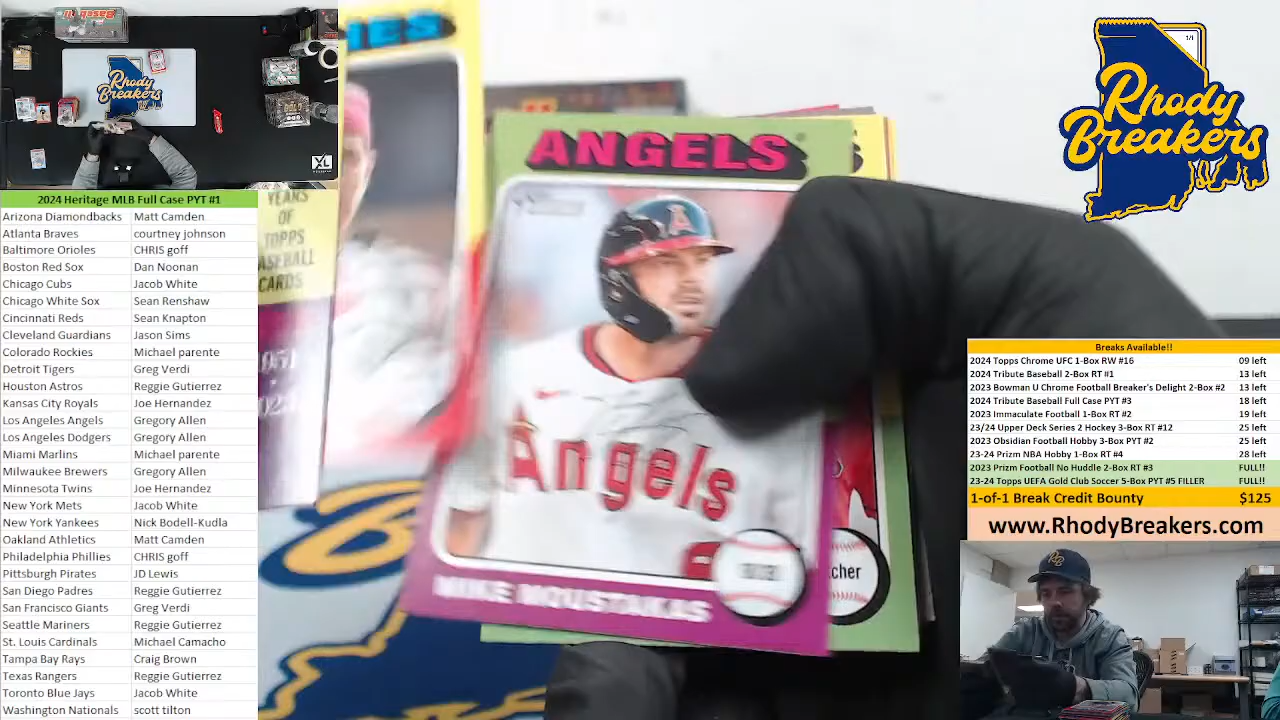 Rhody
Breakers
XL
2024 Heritage MLB Full Case PYT #1
Arizona Diamondbacks Matt Camden
Atlanta Braves courtney johnson
Baltimore Orioles CHRIS goff
Boston Red Sox Dan Noonan
Chicago Cubs Jacob White
Chicago White Sox Sean Renshaw
Cincinnati Reds Sean Knapton
Cleveland Guardians Jason Sims
Colorado Rockies Michael parente
Detroit Tigers Greg Verdi
Houston Astros Reggie Gutierrez
Kansas City Royals Joe Hernandez
Los Angeles Angels Gregory Allen
Los Angeles Dodgers Gregory Allen
Miami Marlins Michael parente
Milwaukee Brewers Gregory Allen
Minnesota Twins Joe Hernandez
New York Mets Jacob White
New York Yankees Nick Bodell-Kudla
Oakland Athletics Matt Camden
Philadelphia Phillies CHRIS goff
Pittsburgh Pirates JD Lewis
San Diego Padres Reggie Gutierrez
San Francisco Giants Greg Verdi
Seattle Mariners Reggie Gutierrez
St. Louis Cardinals Michael Camacho
Tampa Bay Rays Craig Brown
Texas Rangers Reggie Gutierrez
Toronto Blue Jays Jacob White
Washington Nationals scott tilton
YEARS
OF
TOPPS
BASEBALL
CARDS
ANGELS
A
Angels
MIKE MOUSTAKAS
cher
1/1
Rhody
Breakers
Breaks Available!!
2024 Topps Chrome UFC 1-Box RW #16 09 left
2024 Tribute Baseball 2-Box RT #1 13 left
2023 Bowman U Chrome Football Breaker's Delight 2-Box #2 13 left
2024 Tribute Baseball Full Case PYT #3 18 left
2023 Immaculate Football 1-Box RT #2 19 left
23/24 Upper Deck Series 2 Hockey 3-Box RT #12 25 left
2023 Obsidian Football Hobby 3-Box PYT #2 25 left
23-24 Prizm NBA Hobby 1-Box RT #4 28 left
2023 Prizm Football No Huddle 2-Box RT #3 FULL!!
23-24 Topps UEFA Gold Club Soccer 5-Box PYT #5 FILLER FULL!!
1-of-1 Break Credit Bounty $125
www.RhodyBreakers.com